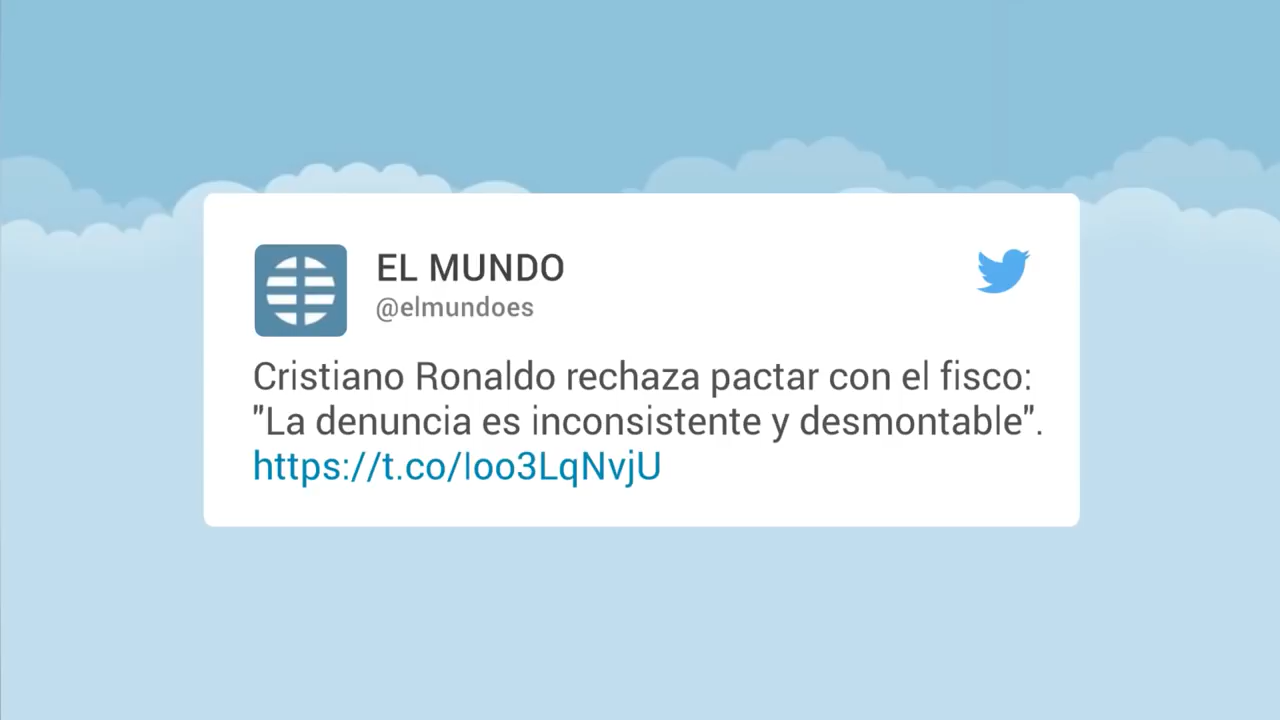 EL MUNDO
@elmundoes
Cristiano Ronaldo rechaza pactar con el fisco:
"La denuncia es inconsistente y desmontable".
https://t.co/loo3LqNvjU